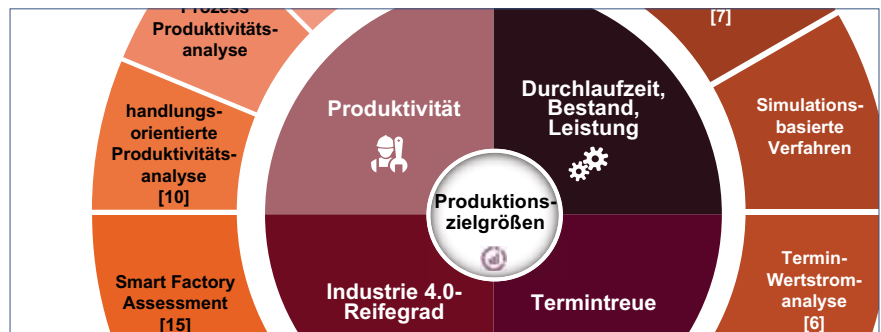 Prozess
Produktivitäts-
analyse
handlungs-
orientierte
Produktivitäts-
analyse
[10]
Smart Factory
Assessment
[15]
Produktivität
Durchlaufzeit,
Bestand,
Leistung
Produktions-
zielgrößen
Industrie 4.0-
Reifegrad
Termintreue
[7]
Simulations-
basierte
Verfahren
Termin-
Wertstrom-
analyse
[6]